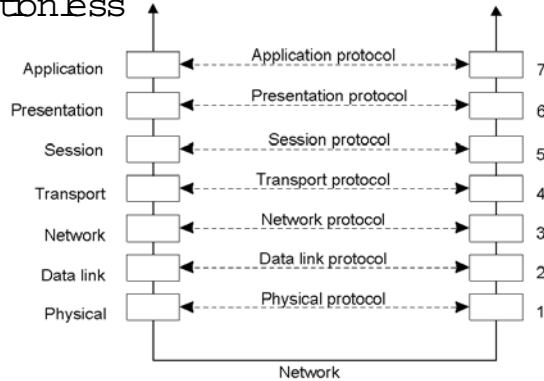 Application Application protocol 7
Presentation Presentation protocol 6
Session Session protocol 5
Transport Transport protocol 4
Network Network protocol 3
Data link Data link protocol 2
Physical Physical protocol 1
Network